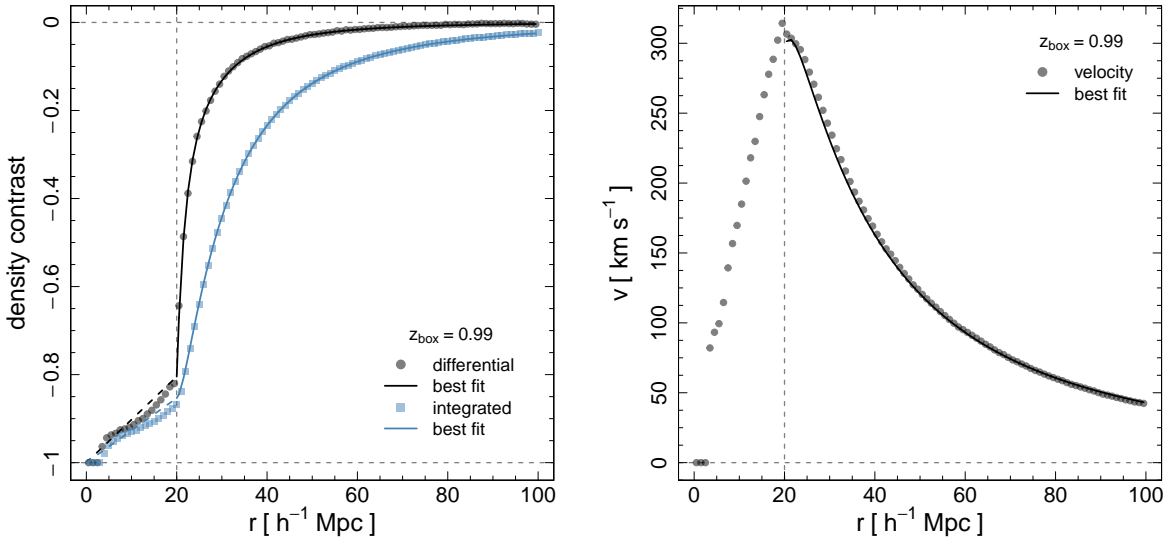 0
−0.2
−0.4
−0.6
−0.8
−1
density contrast
0 20 40 60 80 100
r [ h⁻¹ Mpc ]
z_box = 0.99
differential
best fit
integrated
best fit
300
250
200
150
100
50
0
v [ km s⁻¹ ]
0 20 40 60 80 100
r [ h⁻¹ Mpc ]
z_box = 0.99
velocity
best fit